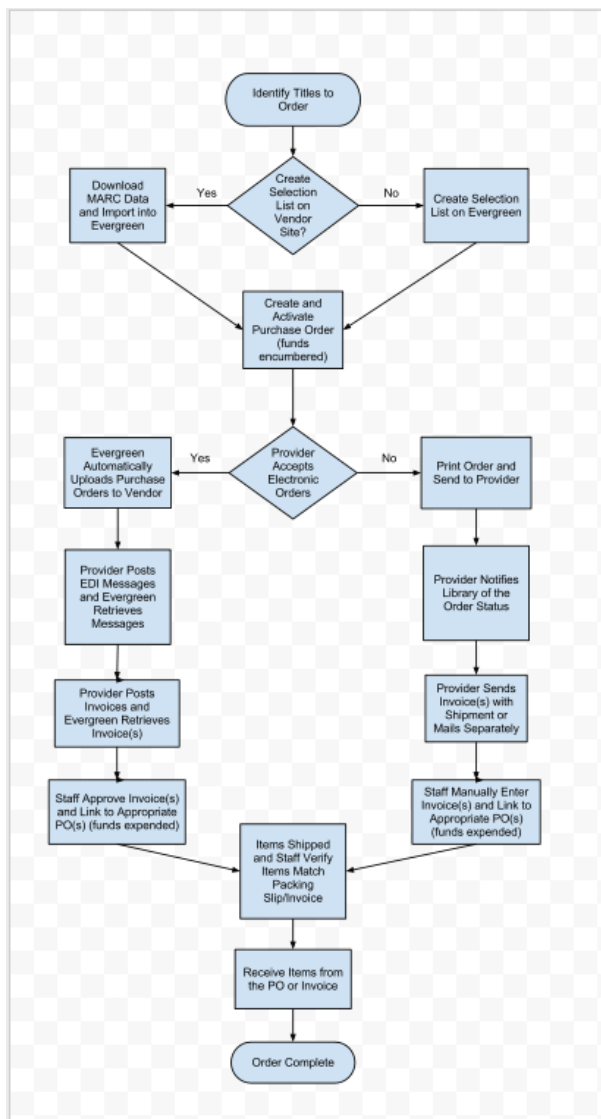 Identify Titles to
Order
Download
MARC Data
and Import into
Evergreen
Yes
Create
Selection
List on
Vendor
Site?
No
Create Selection
List on Evergreen
Create and
Activate
Purchase Order
(funds
encumbered)
Evergreen
Automatically
Uploads Purchase
Orders to Vendor
Yes
Provider
Accepts
Electronic
Orders
No
Print Order and
Send to Provider
Provider Posts
EDI Messages
and Evergreen
Retrieves
Messages
Provider Notifies
Library of the
Order Status
Provider Posts
Invoices and
Evergreen Retrieves
Invoice(s)
Provider Sends
Invoice(s) with
Shipment or
Mails Separately
Staff Approve Invoice(s)
and Link to Appropriate
PO(s) (funds expended)
Staff Manually Enter
Invoice(s) and Link to
Appropriate PO(s)
(funds expended)
Items Shipped
and Staff Verify
Items Match
Packing
Slip/Invoice
Receive Items from
the PO or Invoice
Order Complete